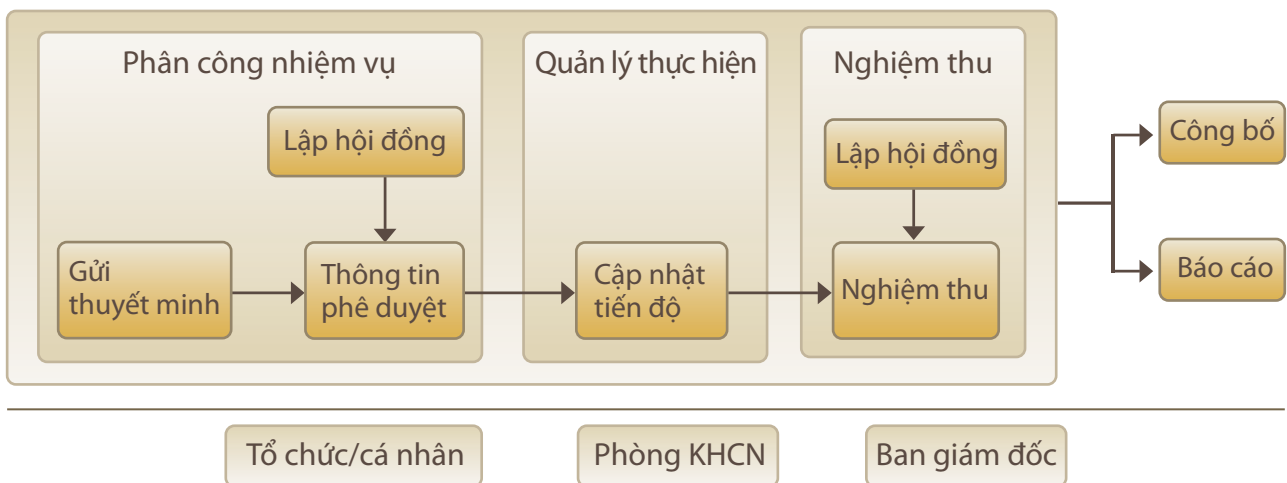 Phân công nhiệm vụ
Lập hội đồng
Gửi
thuyết minh
Thông tin
phê duyệt
Quản lý thực hiện
Cập nhật
tiến độ
Nghiệm thu
Lập hội đồng
Nghiệm thu
Công bố
Báo cáo
Tổ chức/cá nhân
Phòng KHCN
Ban giám đốc